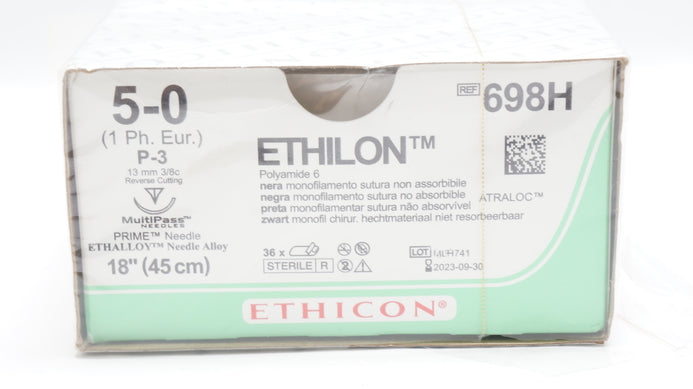 5-0
(1 Ph. Eur.)
P-3
13 mm 3/8c
Reverse Cutting
MultiPass™
NEEDLES
PRIME™ Needle
ETHALLOY™ Needle Alloy
18" (45 cm)
REF 698H
ETHILON™
Polyamide 6
nera monofilamento sutura non assorbibile
negra monofilamento sutura no absorbible
preta monofilamentar sutura não absorvível
zwart monofil chirur. hechtmateriaal niet resorbeerbaar
ATRALOC™
36 x
STERILE R
2
LOT
2023-09-30
ETHICON®